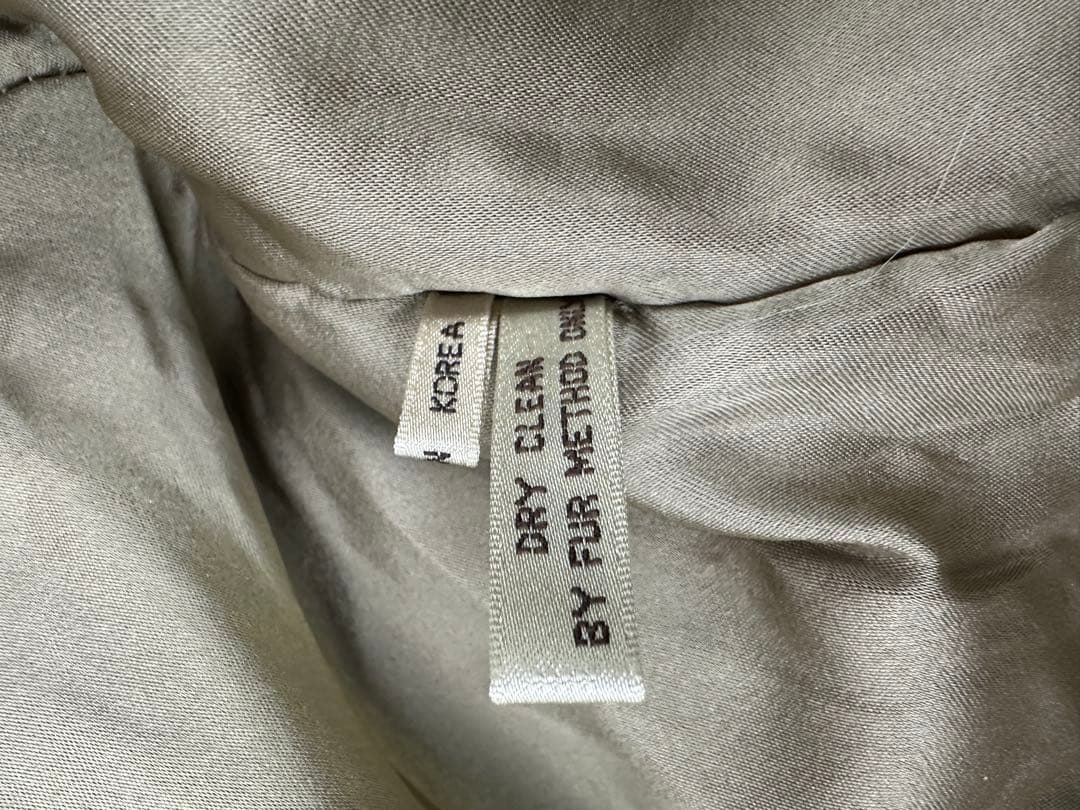 KOREA
N
DRY CLEAN
BY FUR METHOD ONLY